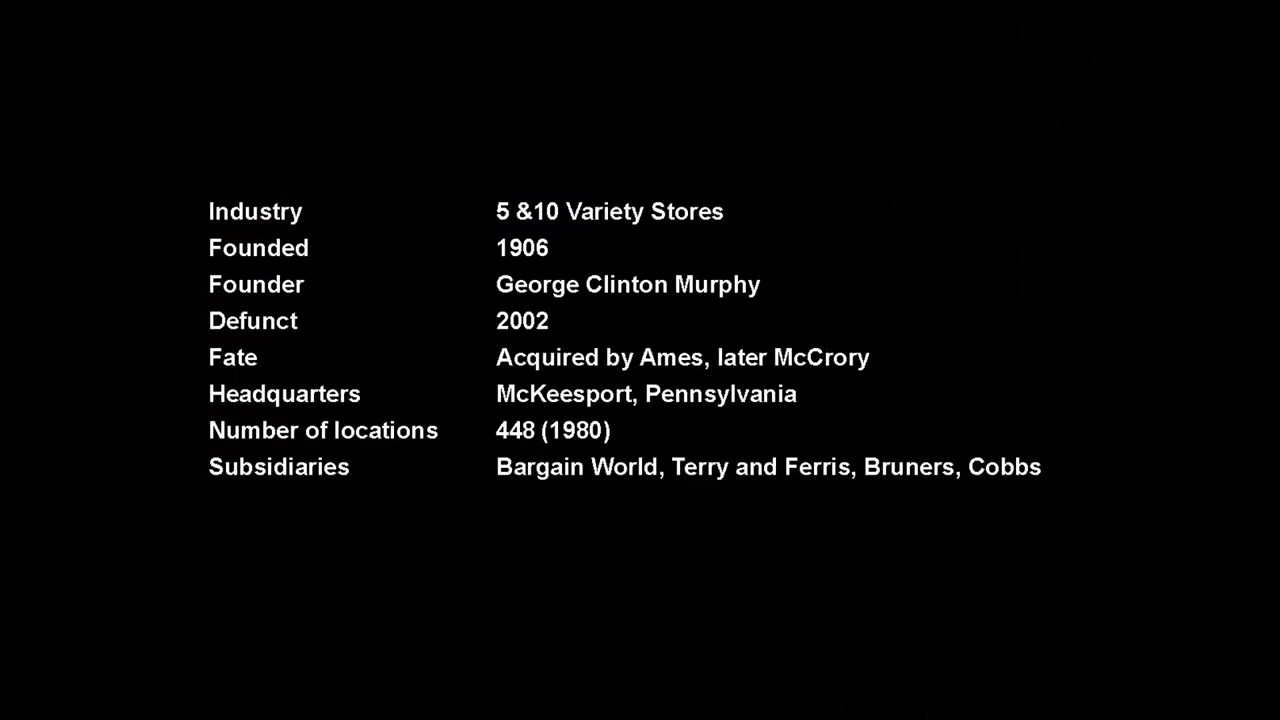 Industry 5 &10 Variety Stores
Founded 1906
Founder George Clinton Murphy
Defunct 2002
Fate Acquired by Ames, later McCrory
Headquarters McKeesport, Pennsylvania
Number of locations 448 (1980)
Subsidiaries Bargain World, Terry and Ferris, Bruners, Cobbs